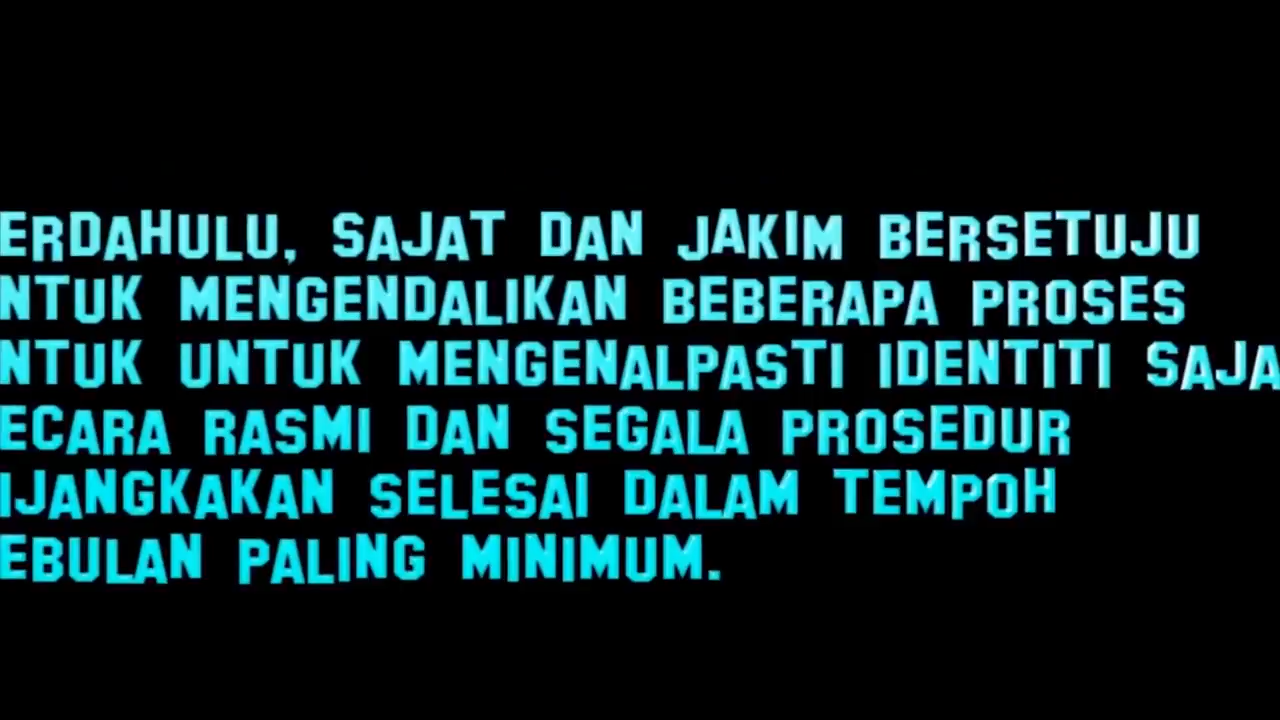 ERDAHULU, SAJAT DAN JAKIM BERSETUJU
NTUK MENGENDALIKAN BEBERAPA PROSES
NTUK UNTUK MENGENALPASTI IDENTITI SAJA
ECARA RASMI DAN SEGALA PROSEDUR
IJANGKAKAN SELESAI DALAM TEMPOH
EBULAN PALING MINIMUM.